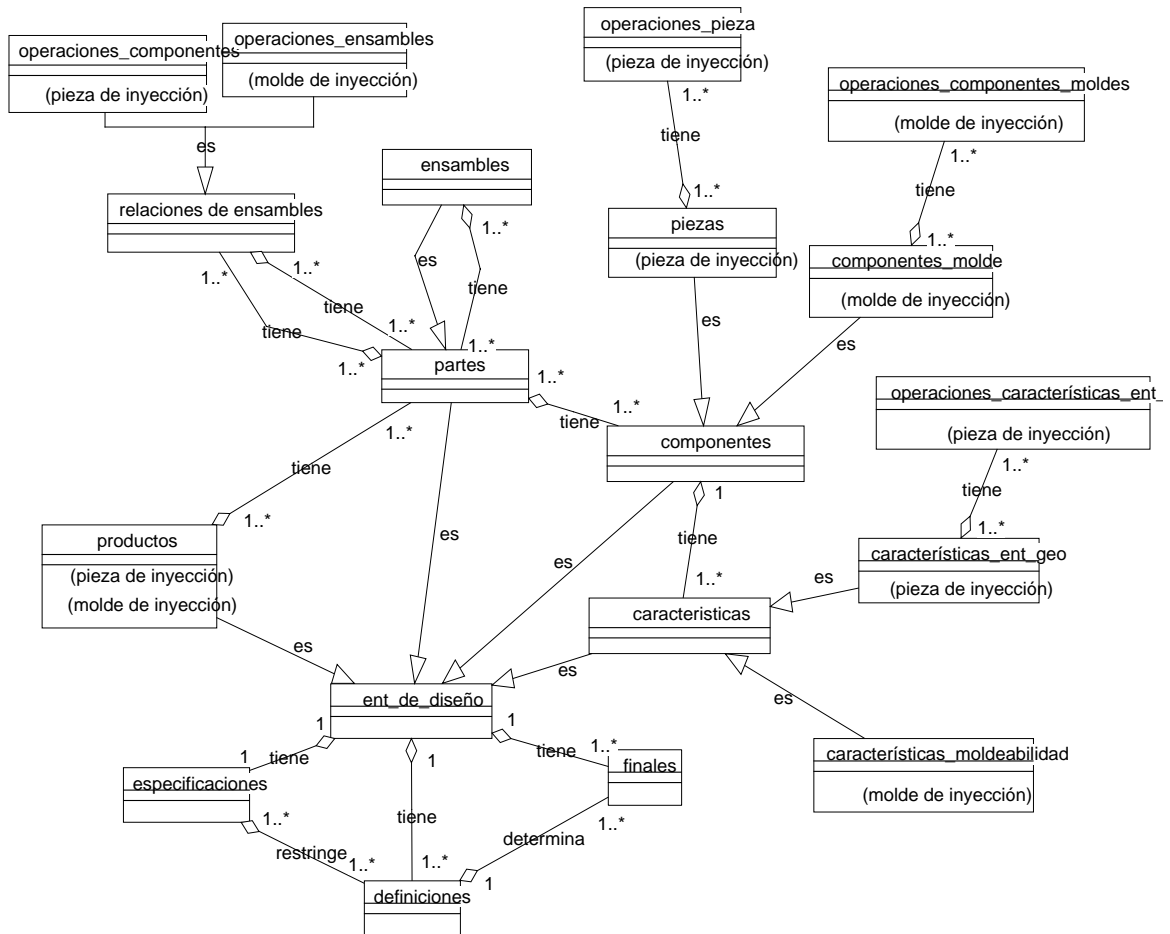 operaciones_pieza
(pieza de inyección)
1..*
tiene
1..*
operaciones_componentes
(pieza de inyección)
operaciones_ensambles
(molde de inyección)
es
operaciones_componentes_moldes
(molde de inyección)
1..*
tiene
1..*
ensambles
1..*
es
tiene
1..*
relaciones de ensambles
1..*
1..*
tiene
tiene
1..*
1..*
piezas
(pieza de inyección)
es
componentes_molde
(molde de inyección)
es
partes
1..*
1..*
tiene
1..*
tiene
1..*
es
operaciones_características_ent_
(pieza de inyección)
1..*
tiene
1..*
componentes
1
tiene
1..*
es
productos
(pieza de inyección)
(molde de inyección)
es
características_ent_geo
(pieza de inyección)
es
caracteristicas
es
es
ent_de_diseño
1
1
1
tiene
1
tiene
1..*
características_moldeabilidad
(molde de inyección)
especificaciones
1..*
finales
1..*
tiene
restringe
determina
1..*
1..*
1
definiciones